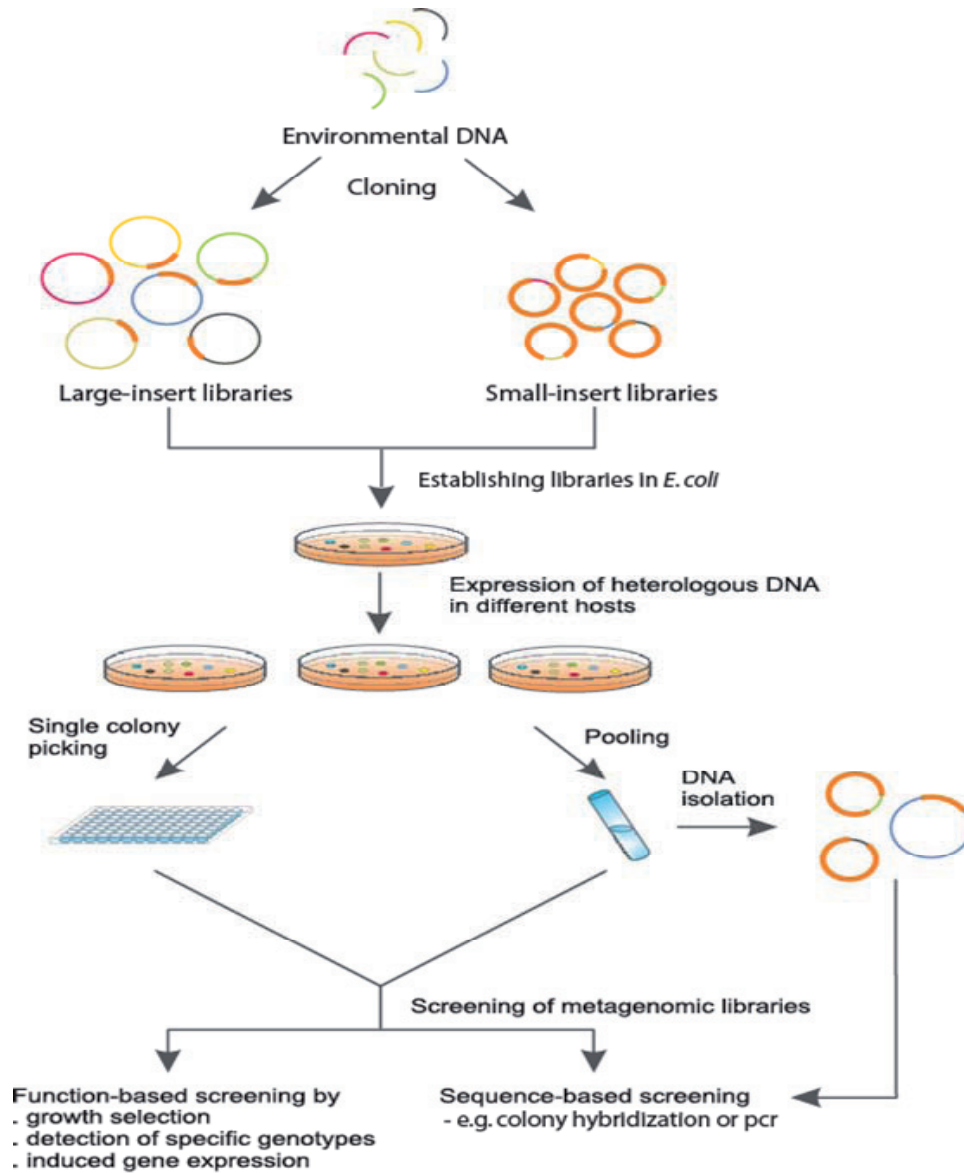 Environmental DNA
Cloning
Large-insert libraries
Small-insert libraries
Establishing libraries in E. coli
Expression of heterologous DNA
in different hosts
Single colony
picking
Pooling
DNA
isolation
Screening of metagenomic libraries
Function-based screening by
. growth selection
. detection of specific genotypes
. induced gene expression
Sequence-based screening
- e.g. colony hybridization or pcr